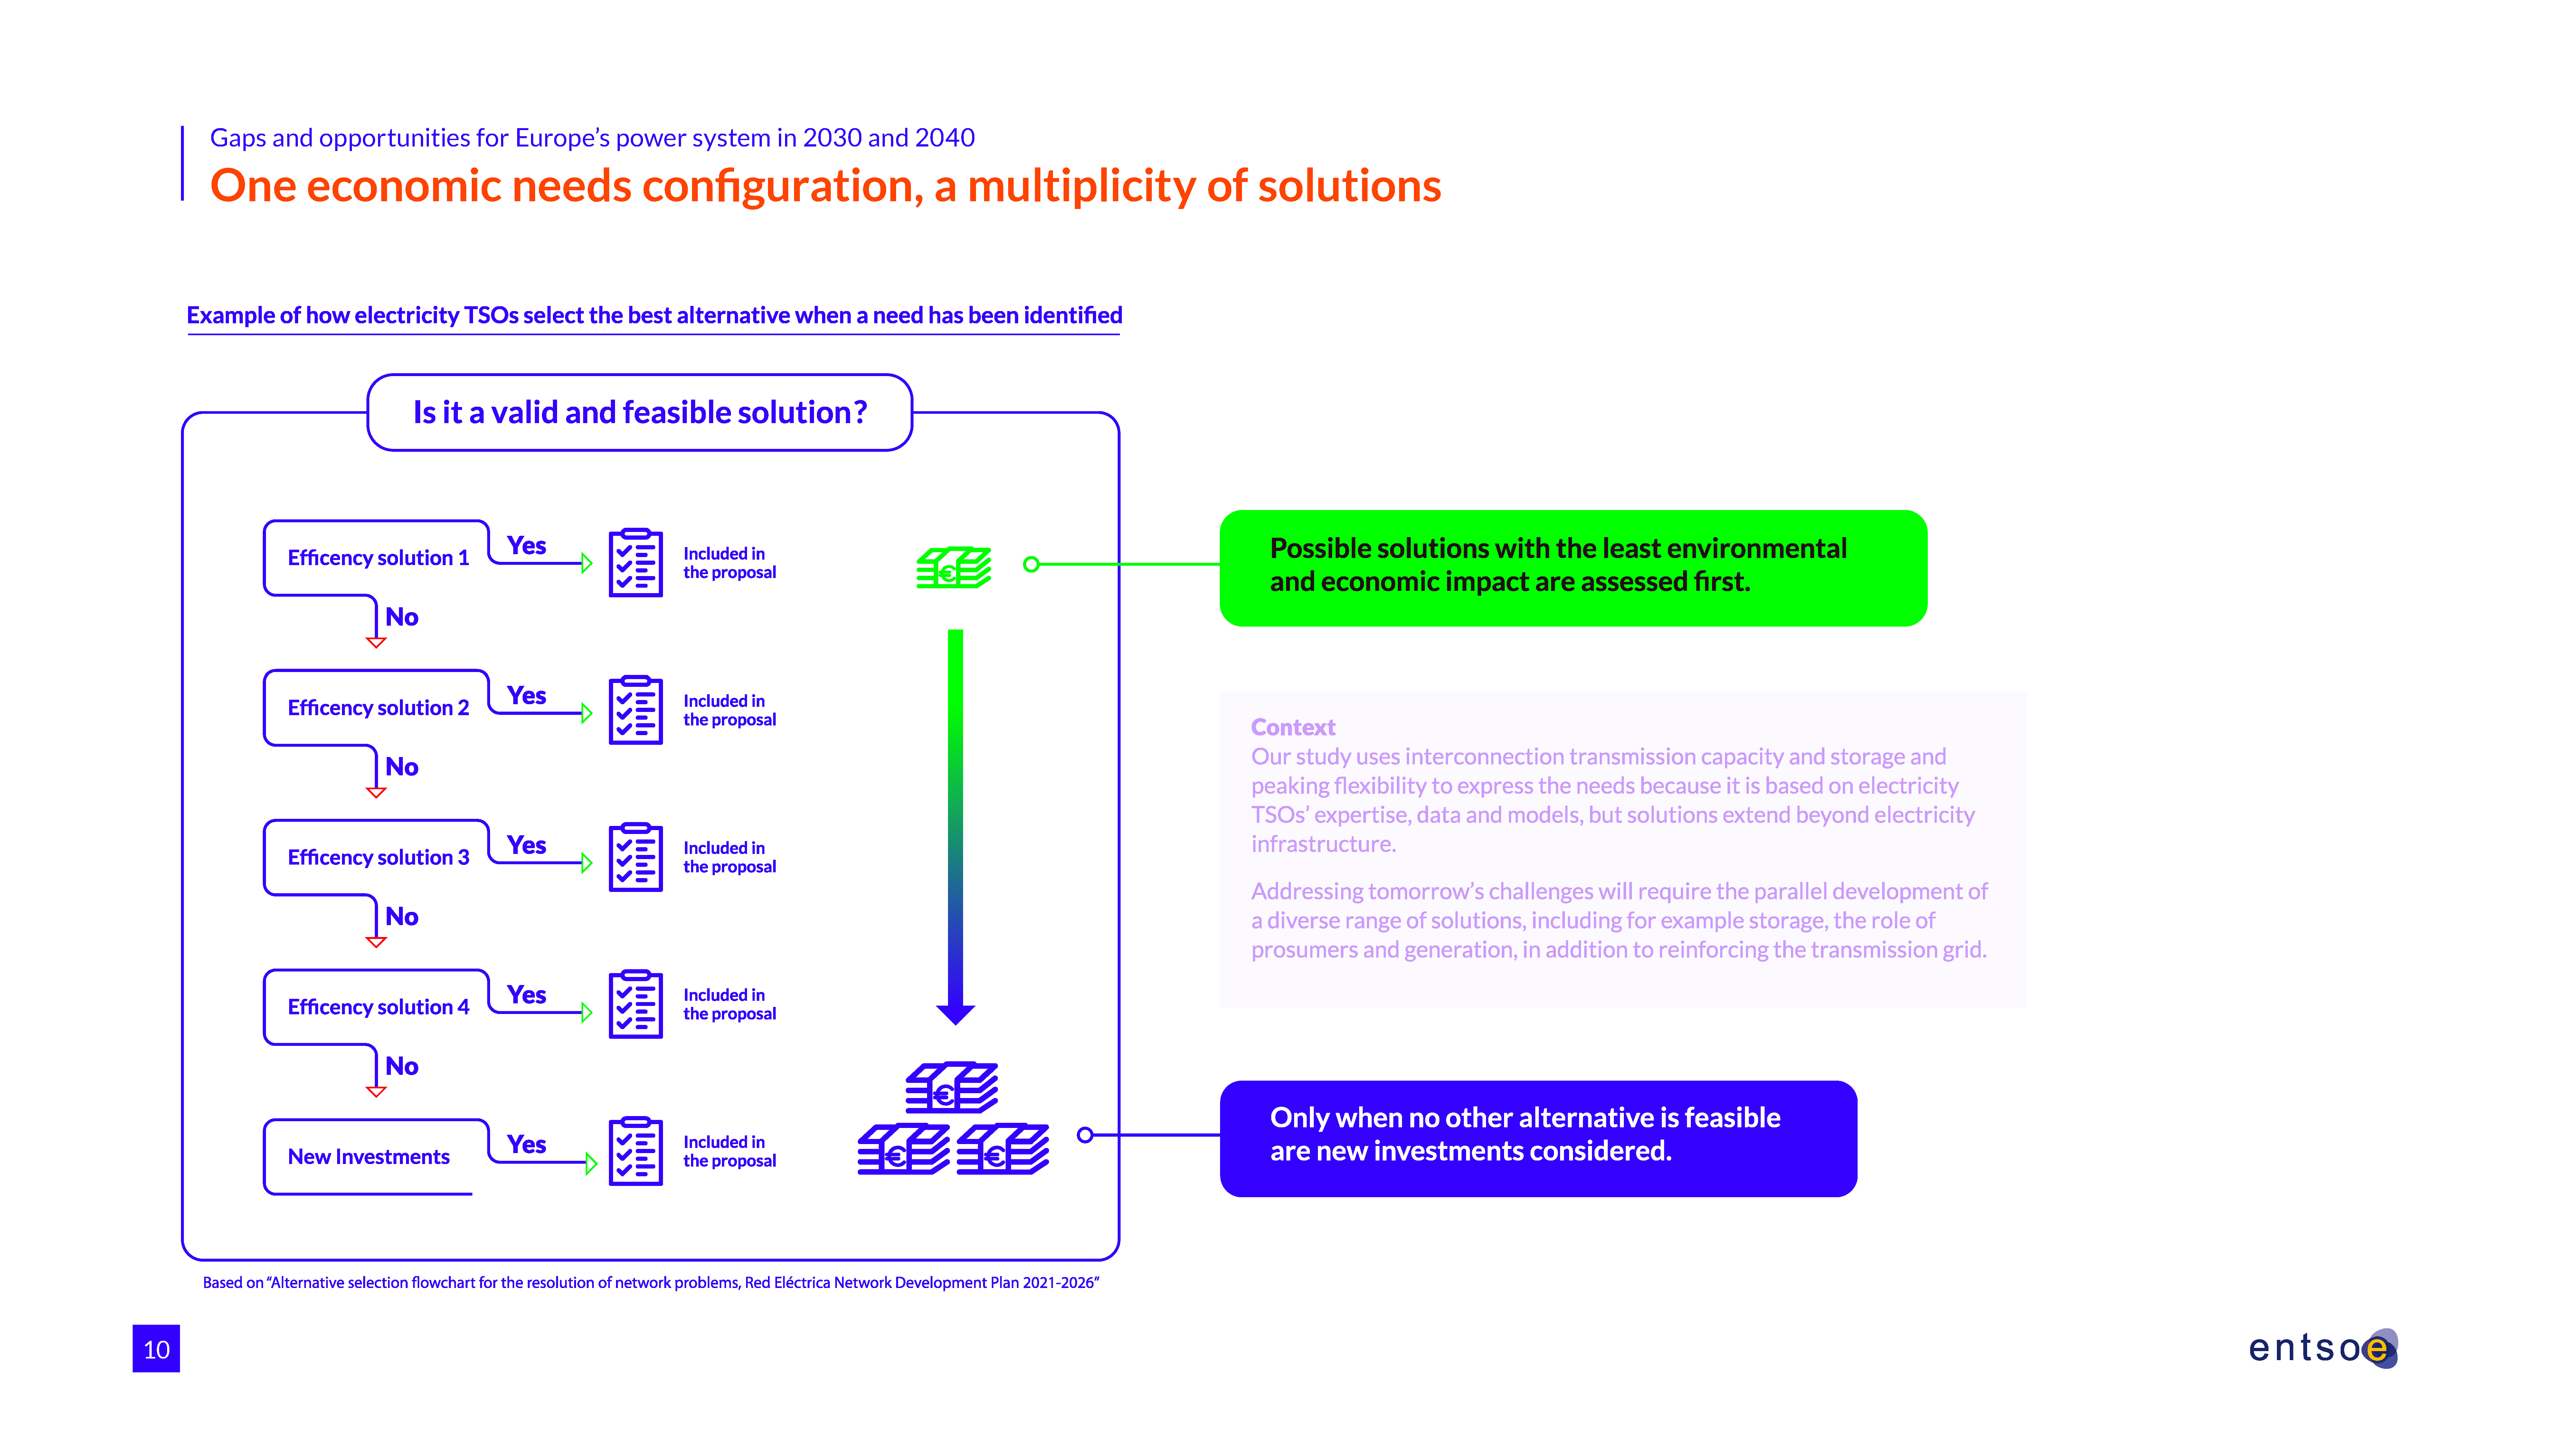 Gaps and opportunities for Europe’s power system in 2030 and 2040
One economic needs configuration, a multiplicity of solutions
Example of how electricity TSOs select the best alternative when a need has been identified
Is it a valid and feasible solution?
Efficency solution 1
Yes
Included in
the proposal
No
Efficency solution 2
Yes
Included in
the proposal
No
Efficency solution 3
Yes
Included in
the proposal
No
Efficency solution 4
Yes
Included in
the proposal
No
New Investments
Yes
Included in
the proposal
€
€
€ €
Possible solutions with the least environmental
and economic impact are assessed first.
Context
Our study uses interconnection transmission capacity and storage and
peaking flexibility to express the needs because it is based on electricity
TSOs’ expertise, data and models, but solutions extend beyond electricity
infrastructure.
Addressing tomorrow’s challenges will require the parallel development of
a diverse range of solutions, including for example storage, the role of
prosumers and generation, in addition to reinforcing the transmission grid.
Only when no other alternative is feasible
are new investments considered.
Based on “Alternative selection flowchart for the resolution of network problems, Red Eléctrica Network Development Plan 2021-2026”
10
entsoe